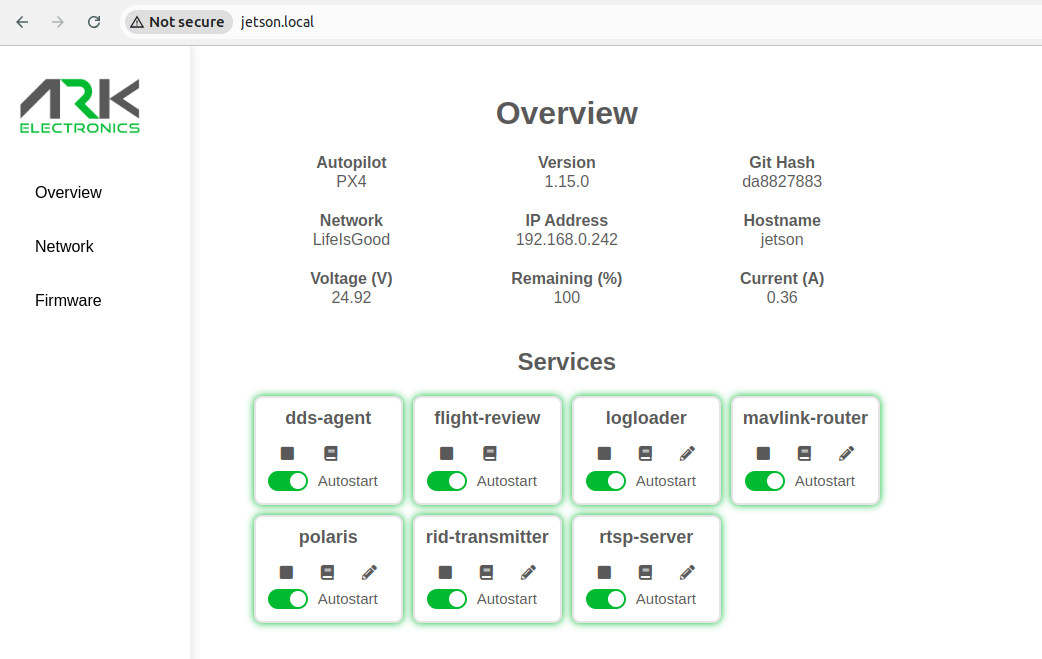 Not secure jetson.local
ARK
ELECTRONICS
Overview
Network
Firmware
Overview
Autopilot Version Git Hash
PX4 1.15.0 da8827883
Network IP Address Hostname
LifeIsGood 192.168.0.242 jetson
Voltage (V) Remaining (%) Current (A)
24.92 100 0.36
Services
dds-agent flight-review logloader mavlink-router
Autostart Autostart Autostart Autostart
polaris rid-transmitter rtsp-server
Autostart Autostart Autostart